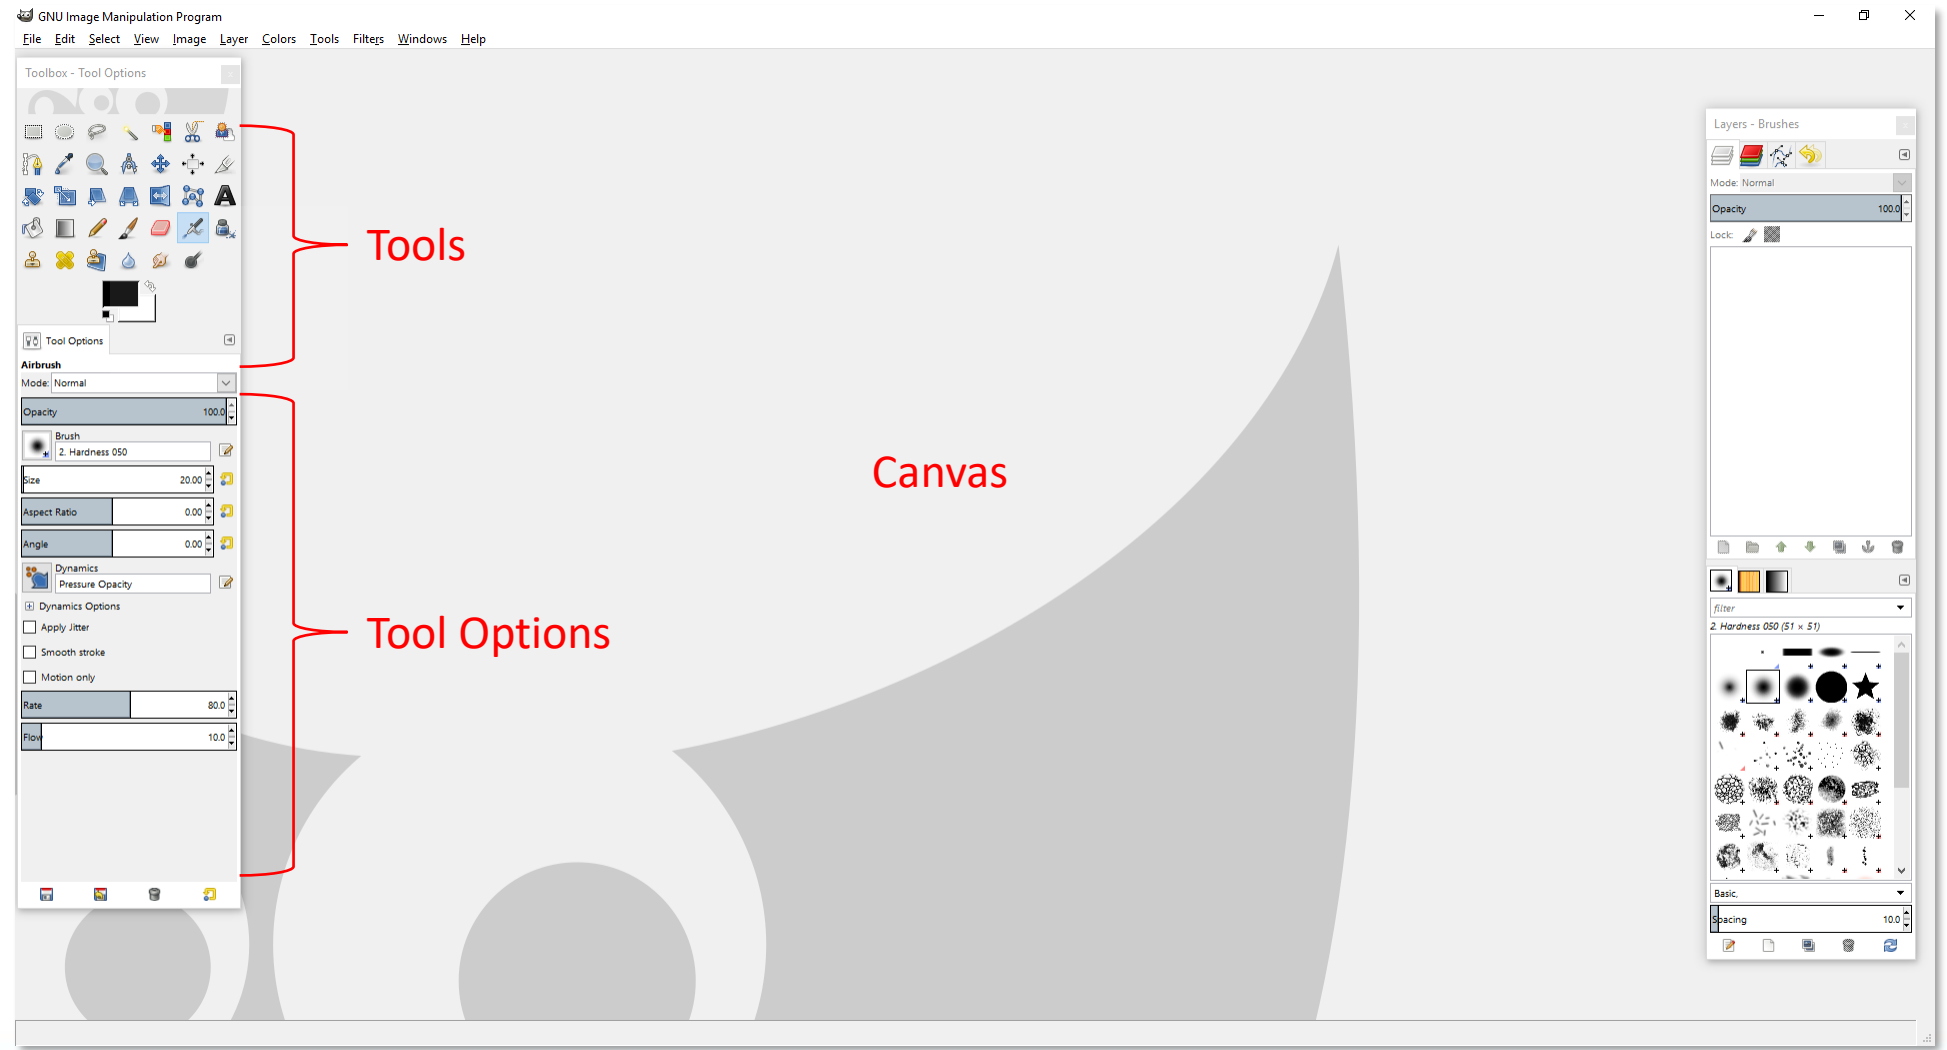 GNU Image Manipulation Program
File Edit Select View Image Layer Colors Tools Filters Windows Help
Toolbox - Tool Options
Tools
Tool Options
Airbrush
Mode: Normal
Opacity 100.0
Brush
2. Hardness 050
Size 20.00
Aspect Ratio 0.00
Angle 0.00
Dynamics
Pressure Opacity
Dynamics Options
Apply Jitter
Smooth stroke
Motion only
Rate 80.0
Flow 10.0
Tool Options
Canvas
Layers - Brushes
Mode: Normal
Opacity 100.0
Lock:
filter
2. Hardness 050 (51 × 51)
Basic,
Spacing 10.0